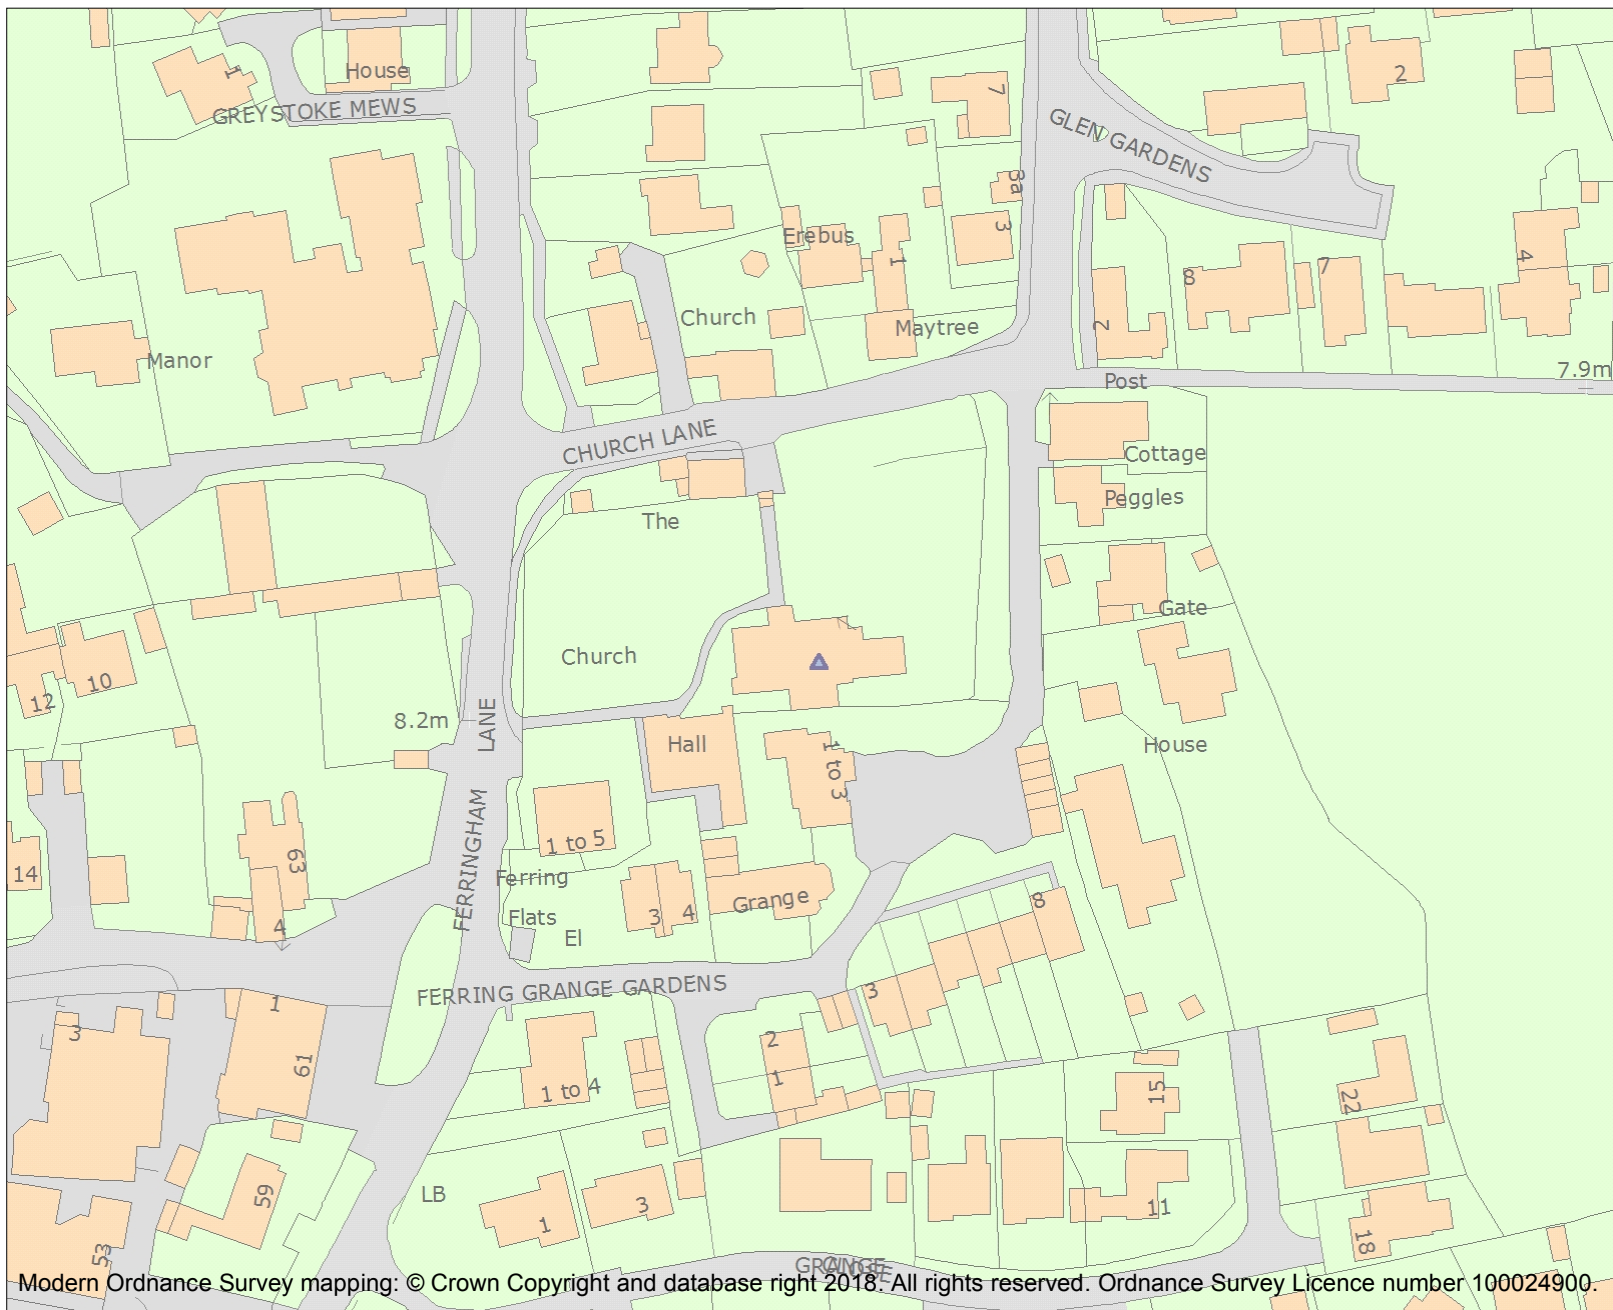 1
House
GREYSTOKE MEWS
7
2
GLEN GARDENS
3a
3
Erebus
1
4
8
7
Church
Maytree
2
Manor
7.9m
Post
CHURCH LANE
Cottage
Peggles
The
Gate
Church
10
12
8.2m
LANE
Hall
1 to 3
House
FERRINGHAM
1 to 5
63
14
Ferring
Grange
8
3
4
Flats
El
4
3
FERRING GRANGE GARDENS
1
3
2
61
1
1 to 4
15
22
59
LB
3
1
11
18
53
GRANGE
Modern Ordnance Survey mapping: © Crown Copyright and database right 2018. All rights reserved. Ordnance Survey Licence number 100024900.